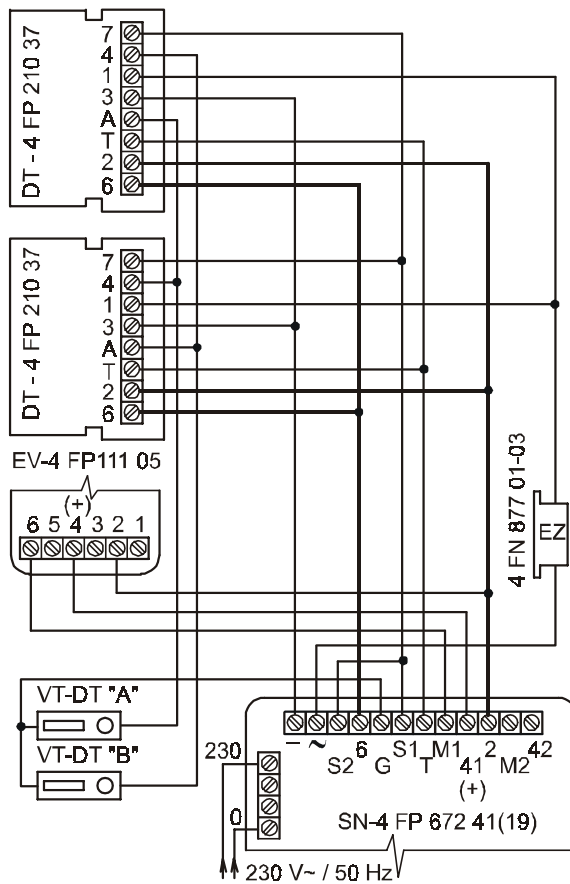 DT - 4 FP 210 37
7
4
1
3
A
T
2
6
DT - 4 FP 210 37
7
4
1
3
A
T
2
6
EV-4 FP111 05
(+)
6 5 4 3 2 1
4 FN 877 01-03
EZ
VT-DT "A"
VT-DT "B"
– ~ S2 6 G S1 T M1 41 2 M2 42
(+)
230
0
SN-4 FP 672 41(19)
230 V~ / 50 Hz